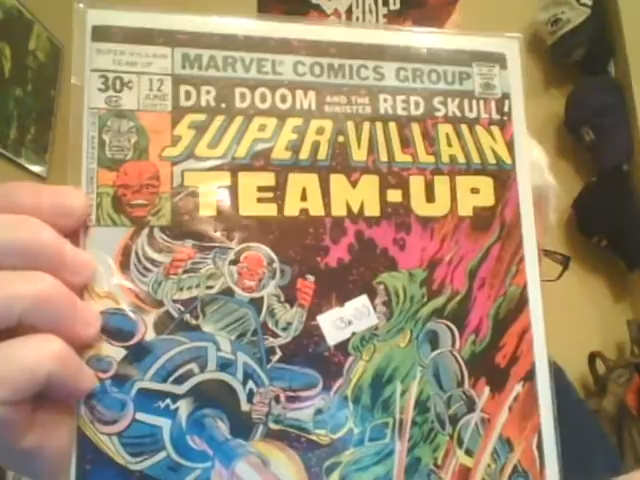 SUPER-VILLAIN
TEAM-UP
MARVEL COMICS GROUP
30¢ 12
JUNE
DR. DOOM AND THE SINISTER RED SKULL!
SUPER-VILLAIN
TEAM-UP